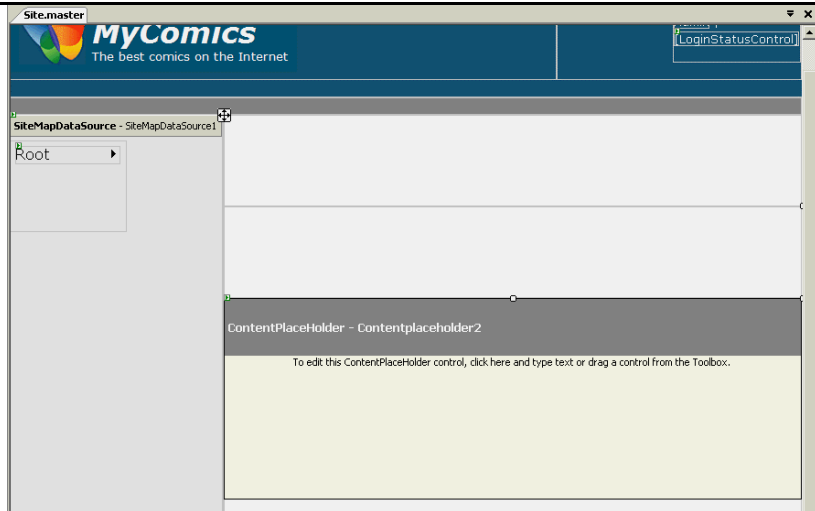 Site.master
MyComics
The best comics on the Internet
[LoginStatusControl]
SiteMapDataSource - SiteMapDataSource1
Root
ContentPlaceHolder - Contentplaceholder2
To edit this ContentPlaceHolder control, click here and type text or drag a control from the Toolbox.